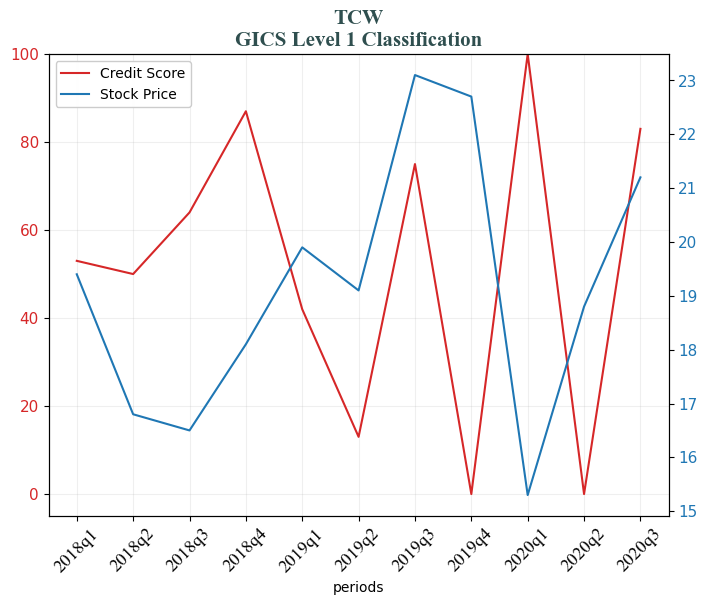 TCW
GICS Level 1 Classification
Credit Score
Stock Price
100
80
60
40
20
0
23
22
21
20
19
18
17
16
15
2018q1
2018q2
2018q3
2018q4
2019q1
2019q2
2019q3
2019q4
2020q1
2020q2
2020q3
periods